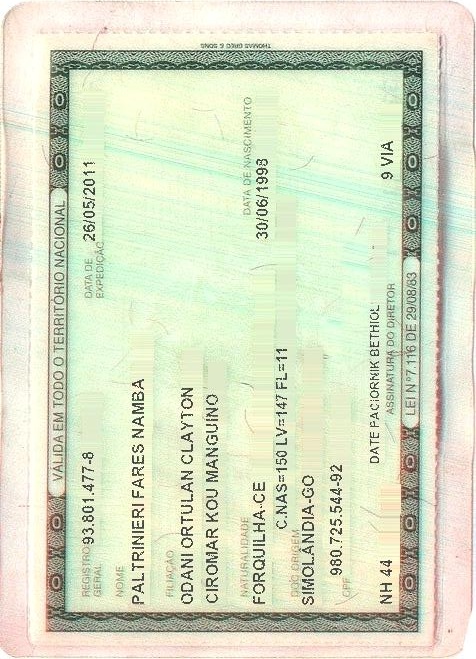 THOMAS GREG & SONS
VÁLIDA EM TODO O TERRITÓRIO NACIONAL
REGISTRO GERAL 93.801.477-8 DATA DE EXPEDIÇÃO 26/05/2011
NOME
PALTRINIERI FARES NAMBA
FILIAÇÃO
ODANI ORTULAN CLAYTON
CIROMAR KOU MANGUINO
NATURALIDADE DATA DE NASCIMENTO
FORQUILHA-CE 30/06/1998
DOC ORIGEM C.NAS=150 LV=147 FL=11
SIMOLANDIA-GO
980.725.544-92
CPF
DATE PACIORNIK BETHIOL
NH 44 ASSINATURA DO DIRETOR 9 VIA
LEI Nº 7.116 DE 29/08/83